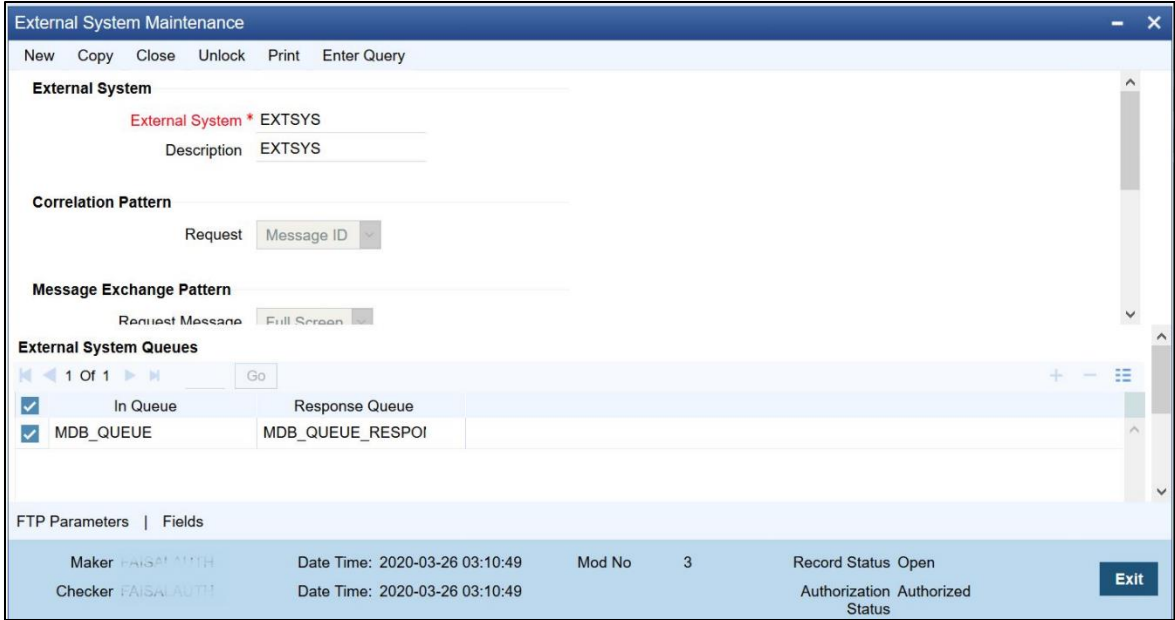 External System Maintenance
New Copy Close Unlock Print Enter Query
External System
External System * EXTSYS
Description EXTSYS
Correlation Pattern
Request Message ID
Message Exchange Pattern
Request Message Full Screen
External System Queues
1 Of 1 Go
In Queue Response Queue
MDB_QUEUE MDB_QUEUE_RESPO
FTP Parameters | Fields
Maker Date Time: 2020-03-26 03:10:49 Mod No 3 Record Status Open
Checker Date Time: 2020-03-26 03:10:49 Authorization Authorized
Status
Exit